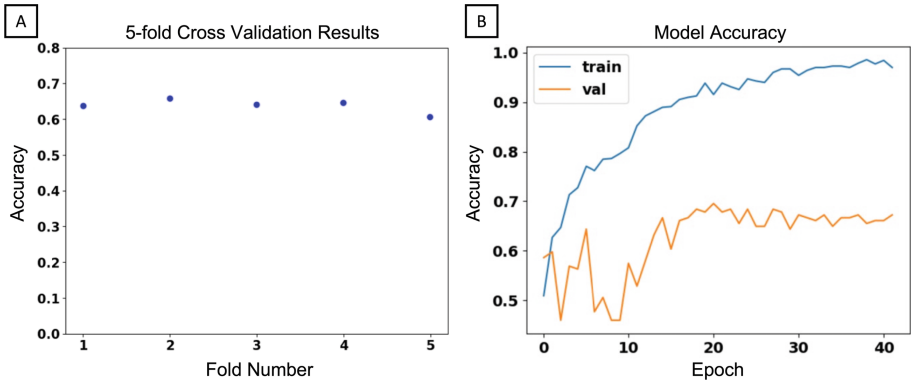 A
5-fold Cross Validation Results
0.8
0.7
0.6
0.5
0.4
0.3
0.2
0.1
0.0
Accuracy
1 2 3 4 5
Fold Number
B
Model Accuracy
train
val
1.0
0.9
0.8
0.7
0.6
0.5
Accuracy
0 10 20 30 40
Epoch